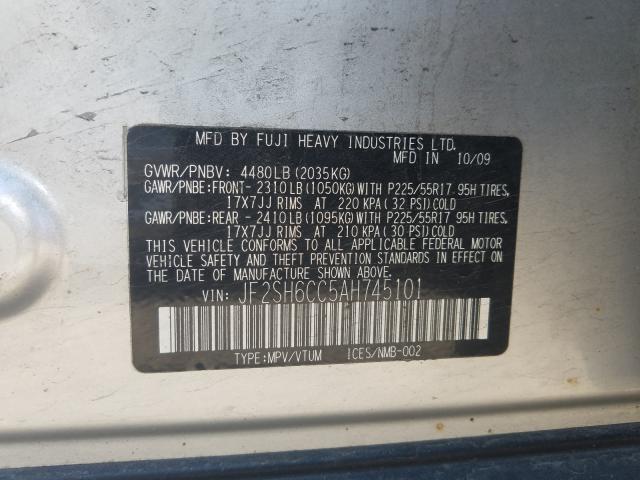 MFD BY FUJI HEAVY INDUSTRIES LTD.
MFD IN 10/09
GVWR/PNBV: 4480LB(2035KG)
GAWR/PNBE:FRONT-2310LB(1050KG)WITH P225/55R17 95H TIRES,
17X7JJ RIMS AT 220 KPA (32 PSI)COLD
GAWR/PNBE:REAR -2410LB(1095KG)WITH P225/55R17 95H TIRES,
17X7JJ RIMS AT 210 KPA (30 PSI)COLD
THIS VEHICLE CONFORMS TO ALL APPLICABLE FEDERAL MOTOR
VEHICLE SAFETY AND THEFT PREVENTION STANDARDS IN EFFECT ON
THE DATE OF MANUFACTURE SHOWN ABOVE.
VIN: JF2SH6CC5AH745101
TYPE:MPV/VTUM ICES/NMB-002